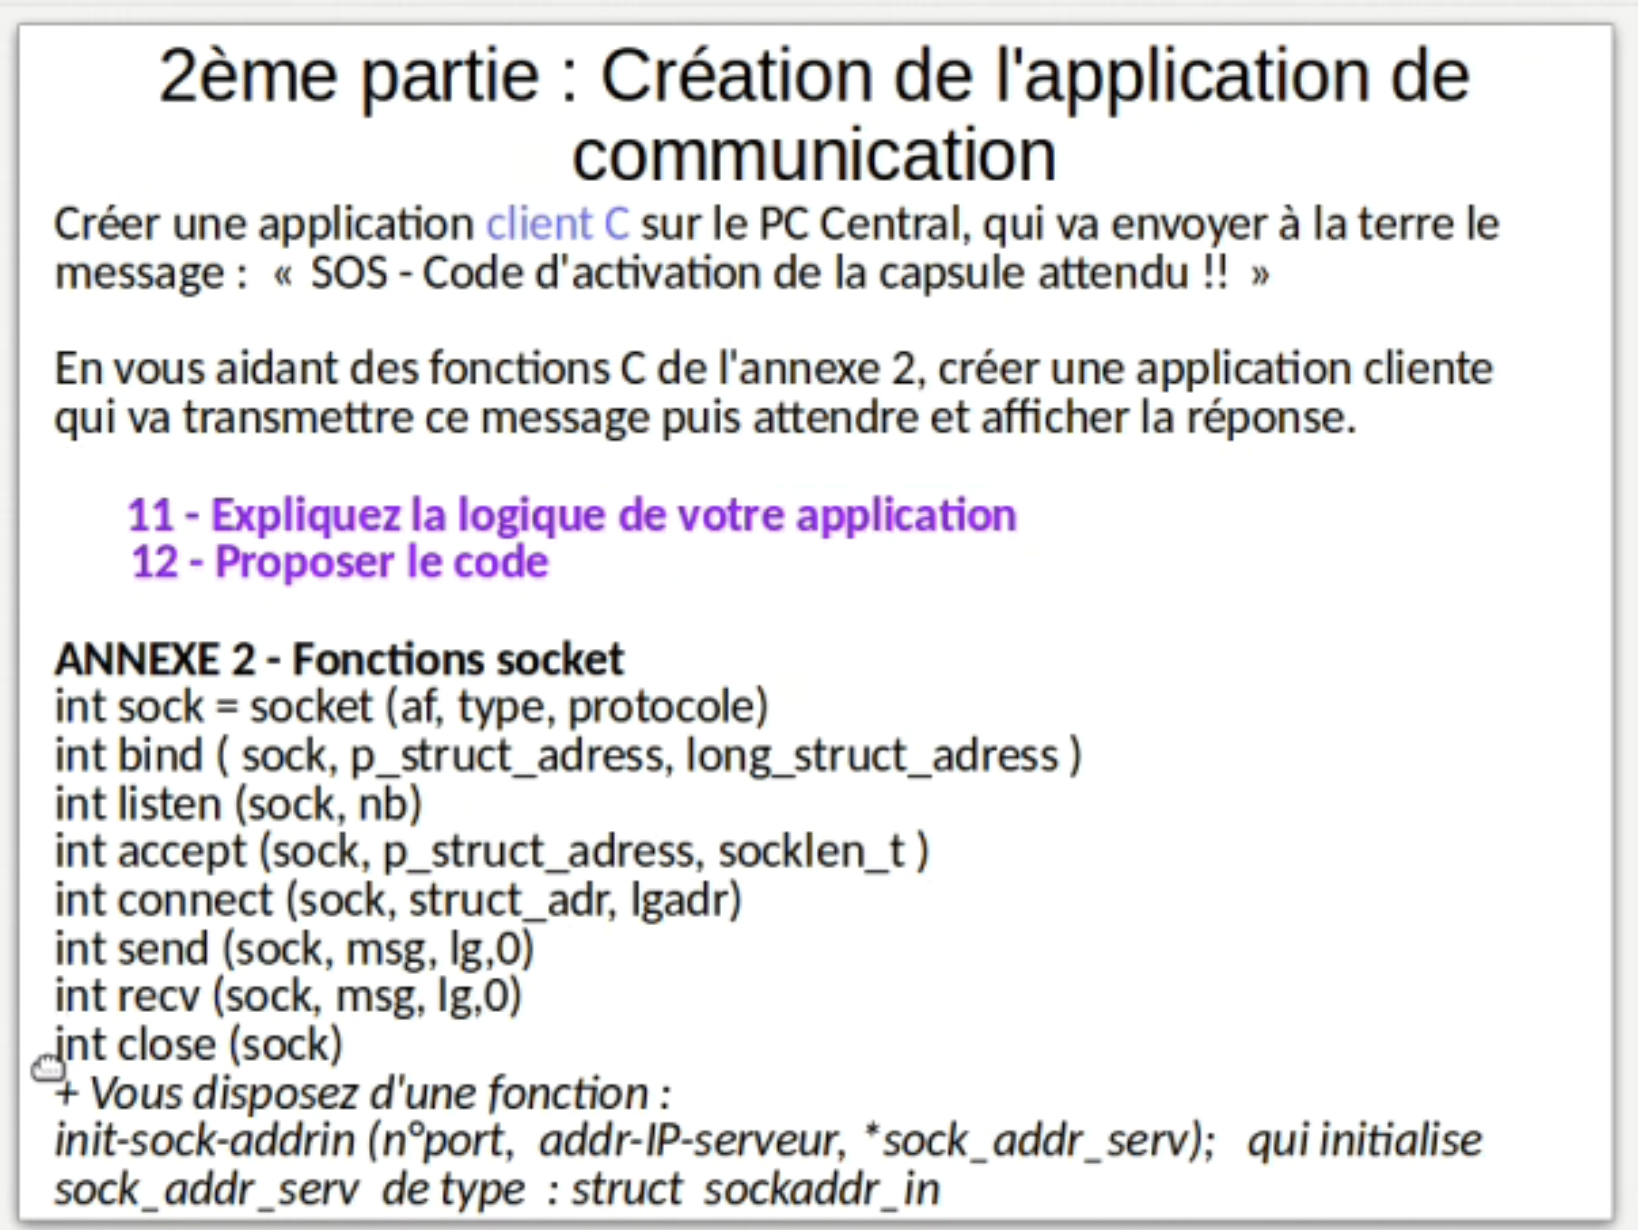 2ème partie : Création de l'application de
communication
Créer une application client C sur le PC Central, qui va envoyer à la terre le
message :  «  SOS - Code d'activation de la capsule attendu !!  »
En vous aidant des fonctions C de l'annexe 2, créer une application cliente
qui va transmettre ce message puis attendre et afficher la réponse.
11 - Expliquez la logique de votre application
12 - Proposer le code
ANNEXE 2 - Fonctions socket
int sock = socket (af, type, protocole)
int bind ( sock, p_struct_adress, long_struct_adress )
int listen (sock, nb)
int accept (sock, p_struct_adress, socklen_t )
int connect (sock, struct_adr, lgadr)
int send (sock, msg, lg,0)
int recv (sock, msg, lg,0)
int close (sock)
+ Vous disposez d'une fonction :
init-sock-addrin (n°port,  addr-IP-serveur, *sock_addr_serv);   qui initialise
sock_addr_serv  de type  : struct  sockaddr_in